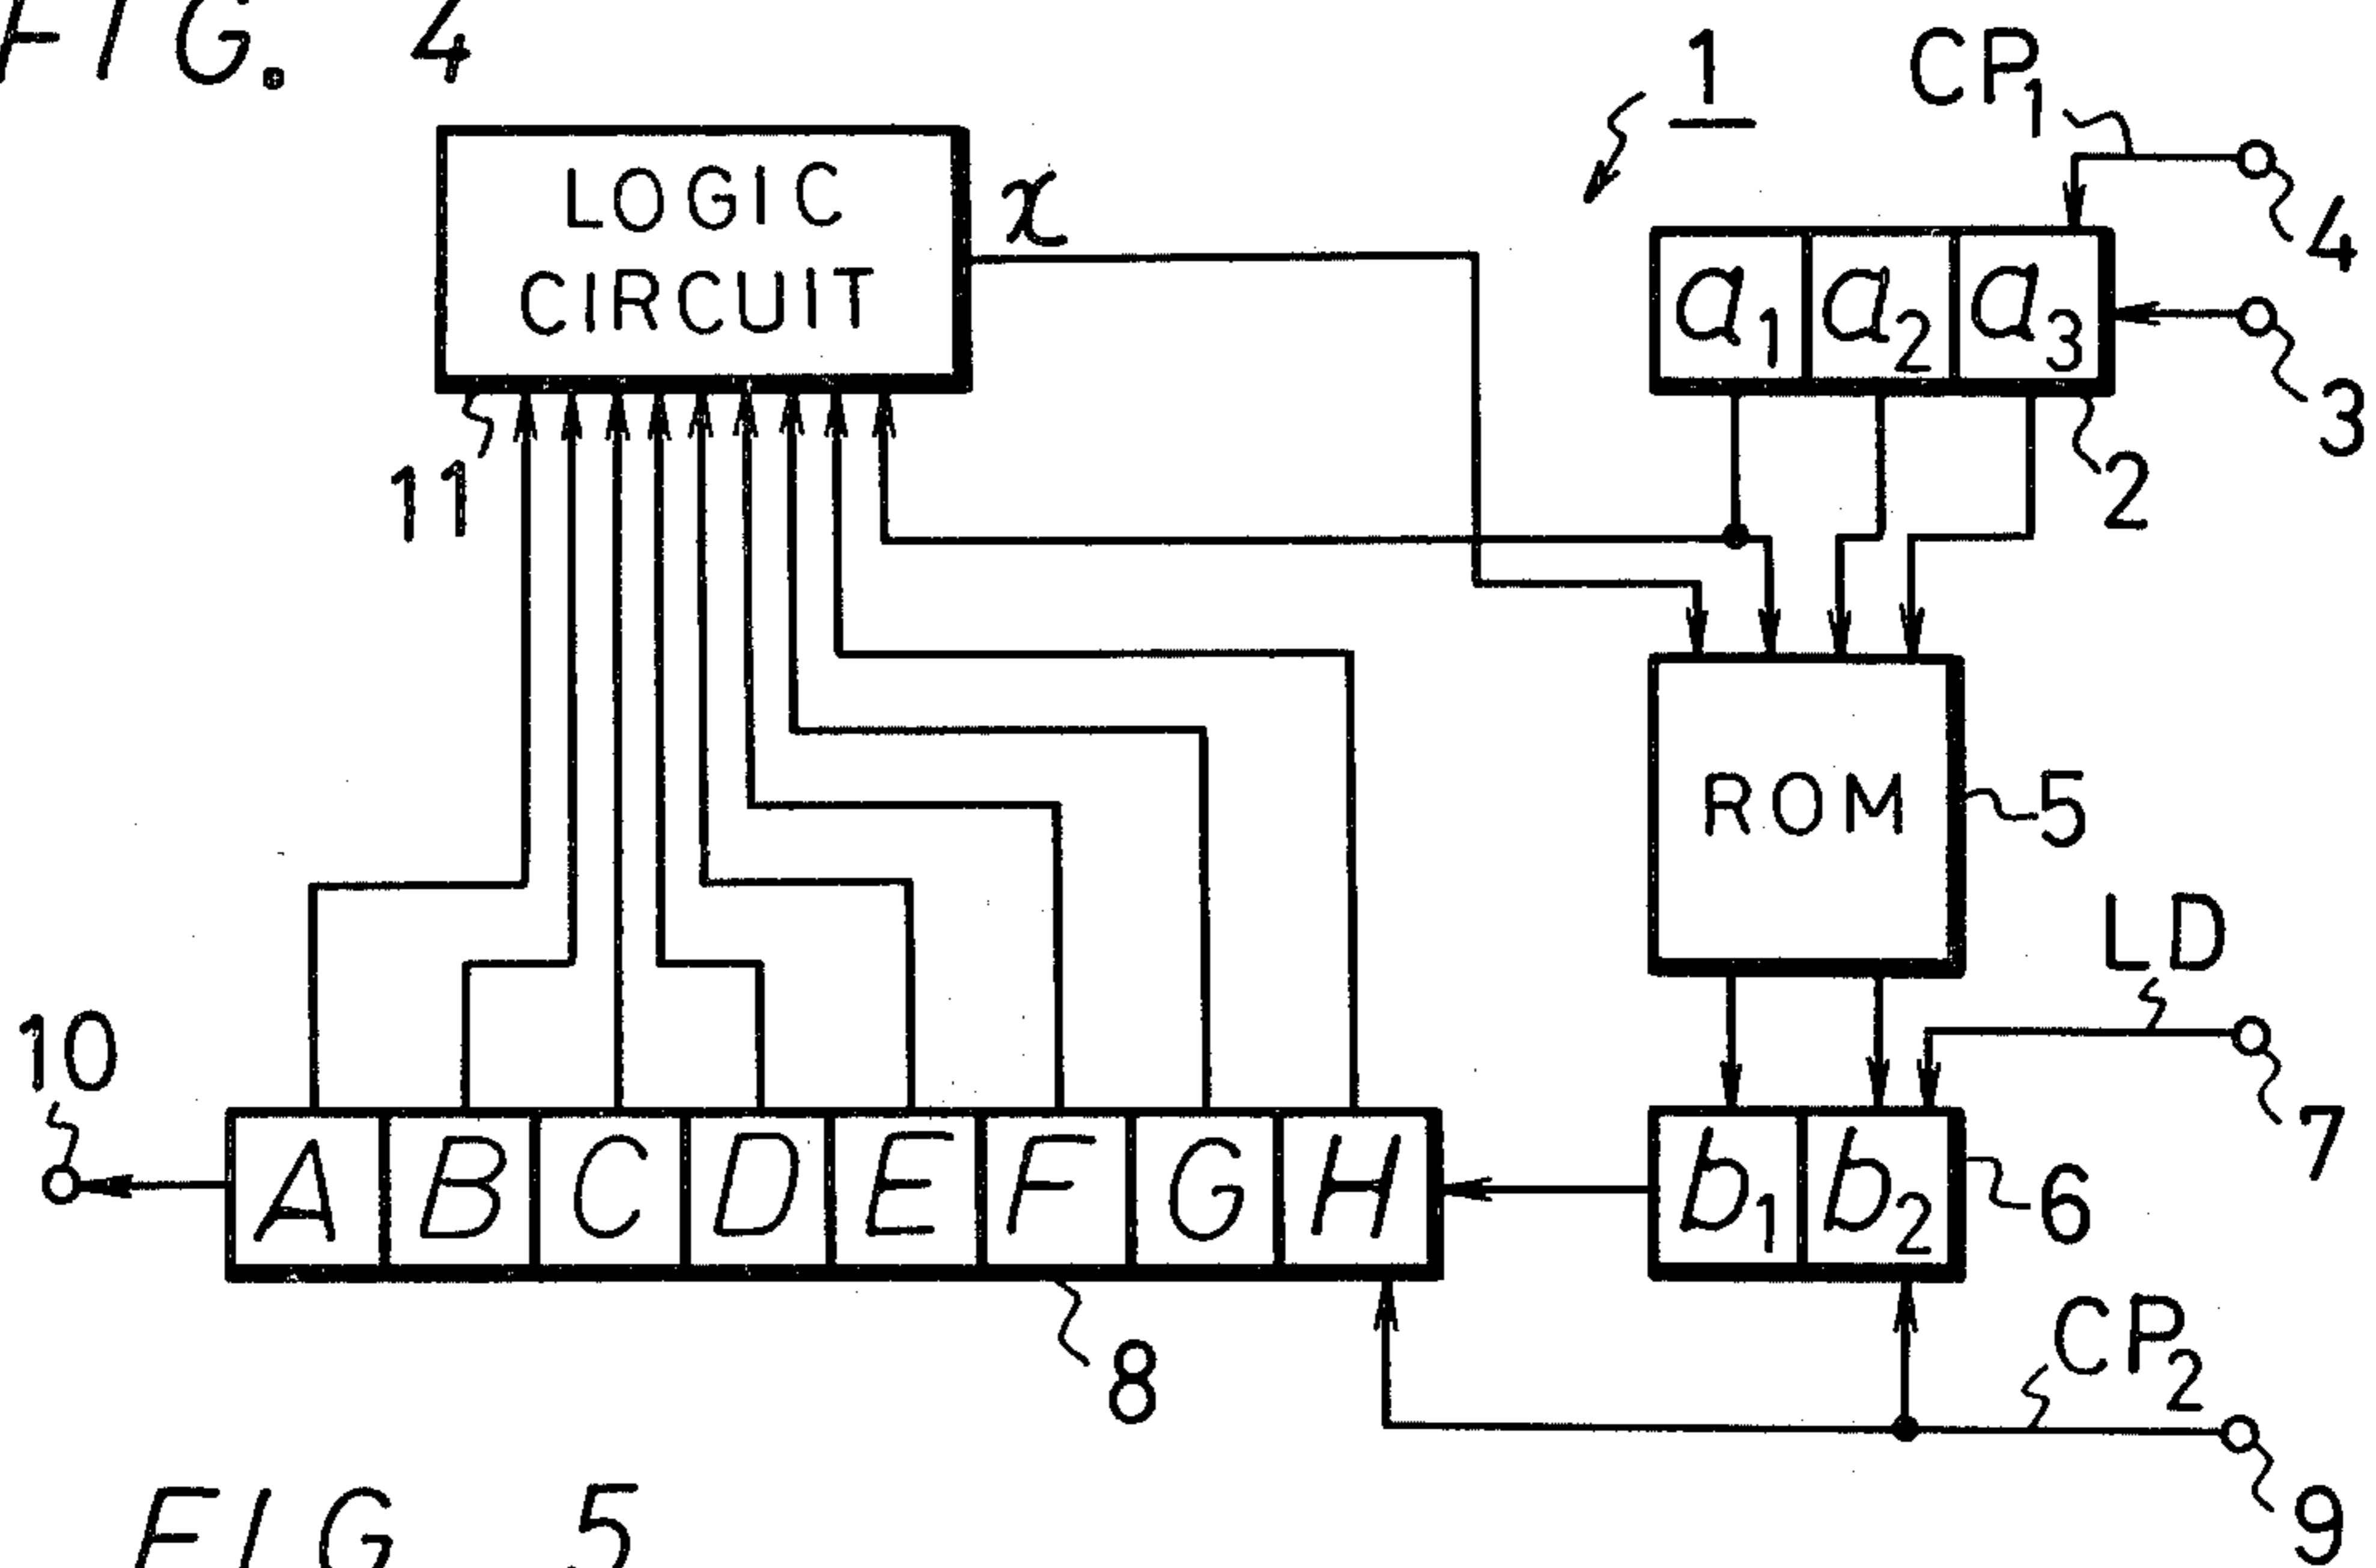 FIG. 4
1
CP1
LOGIC
CIRCUIT
x
4
a1 a2 a3
3
11
2
ROM
5
LD
10
7
A B C D E F G H
b1 b2
6
8
CP2
9
FIG 5